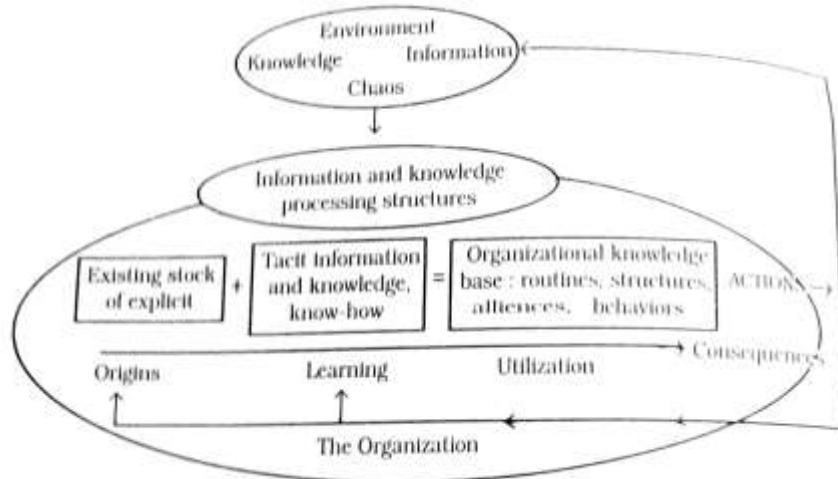 Environment
Knowledge Information
Chaos
Information and knowledge
processing structures
Existing stock
of explicit
+
Tacit information
and knowledge,
know-how
=
Organizational knowledge
base : routines, structures,
alliences, behaviors
ACTIONS
Origins Learning Utilization Consequences
The Organization